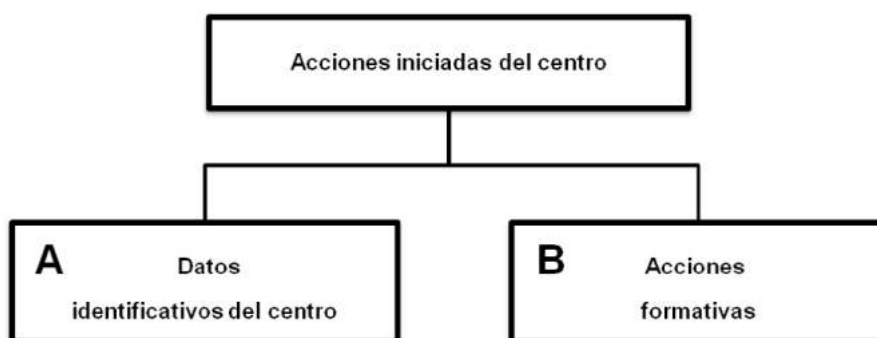 Acciones iniciadas del centro
A Datos
identificativos del centro
B Acciones
formativas